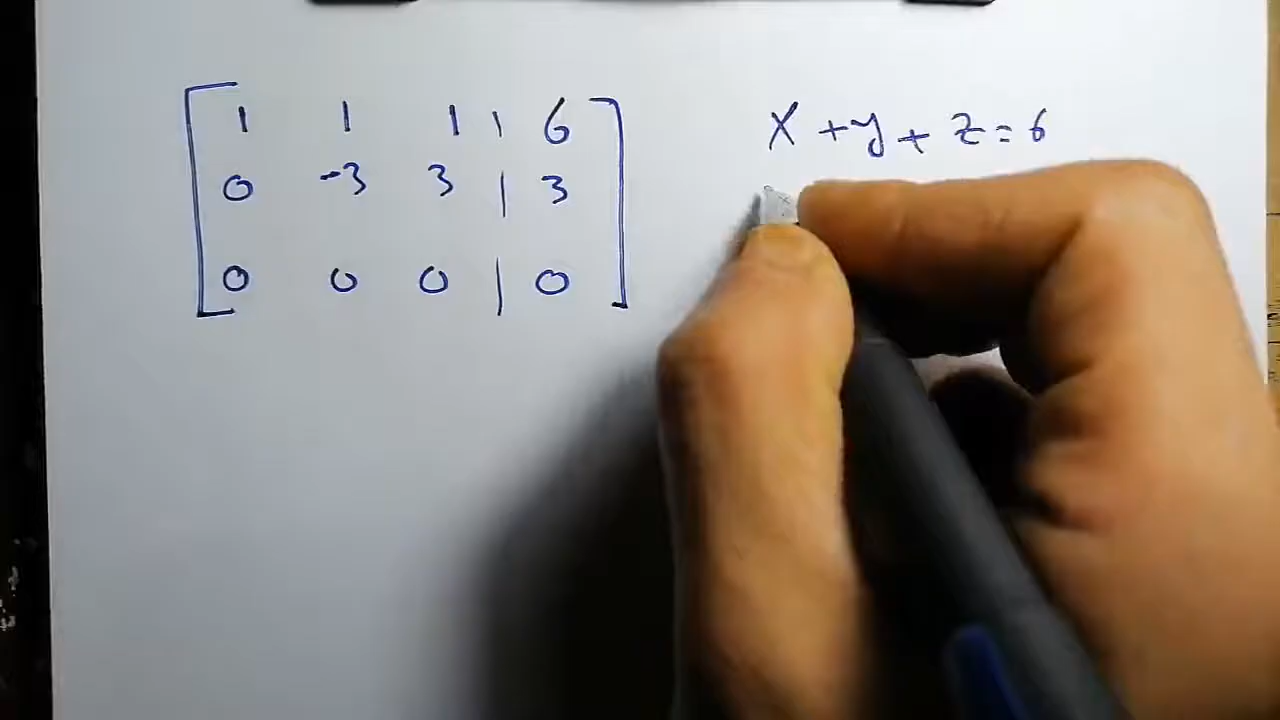 1 1 1 | 6
0 -3 3 | 3
0 0 0 | 0
x + y + z = 6